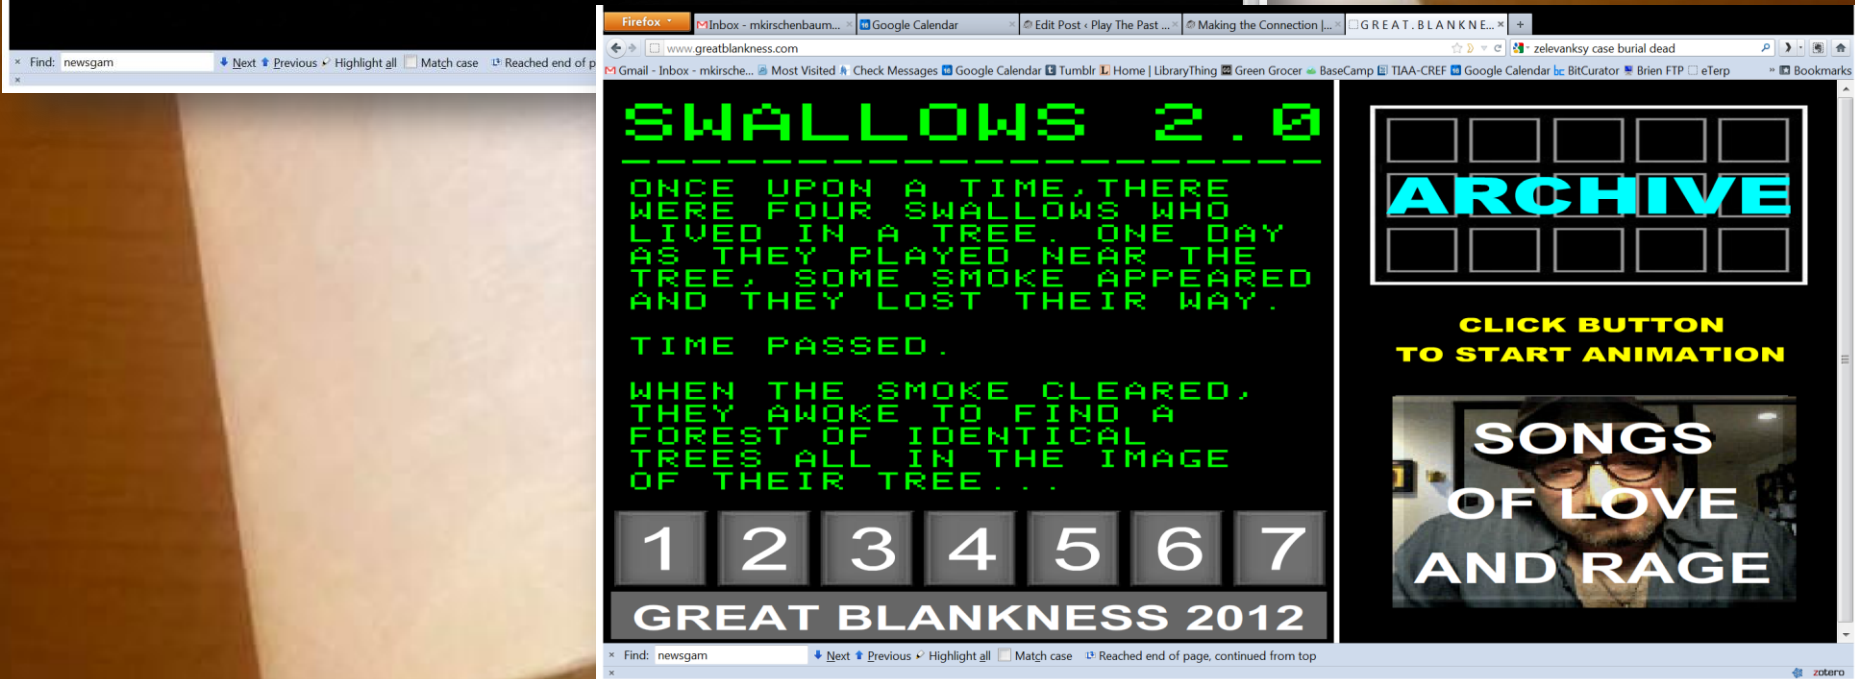 × Find: newsgam Next Previous Highlight all Match case Reached end of p
×
Firefox
Inbox - mkirschenbaum... ×
Google Calendar ×
Edit Post ‹ Play The Past ... ×
Making the Connection |... ×
G R E A T . B L A N K N E... ×
+
www.greatblankness.com
zelevanksy case burial dead
Gmail - Inbox - mkirsche... Most Visited Check Messages Google Calendar Tumblr Home | LibraryThing Green Grocer BaseCamp TIAA-CREF Google Calendar BitCurator Brien FTP eTerp » Bookmarks
SWALLOWS 2.0
ONCE UPON A TIME,THERE
WERE FOUR SWALLOWS WHO
LIVED IN A TREE. ONE DAY
AS THEY PLAYED NEAR THE
TREE, SOME SMOKE APPEARED
AND THEY LOST THEIR WAY.
TIME PASSED.
WHEN THE SMOKE CLEARED,
THEY AWOKE TO FIND A
FOREST OF IDENTICAL
TREES ALL IN THE IMAGE
OF THEIR TREE...
1 2 3 4 5 6 7
GREAT BLANKNESS 2012
ARCHIVE
CLICK BUTTON
TO START ANIMATION
SONGS
OF LOVE
AND RAGE
× Find: newsgam Next Previous Highlight all Match case Reached end of page, continued from top
× zotero